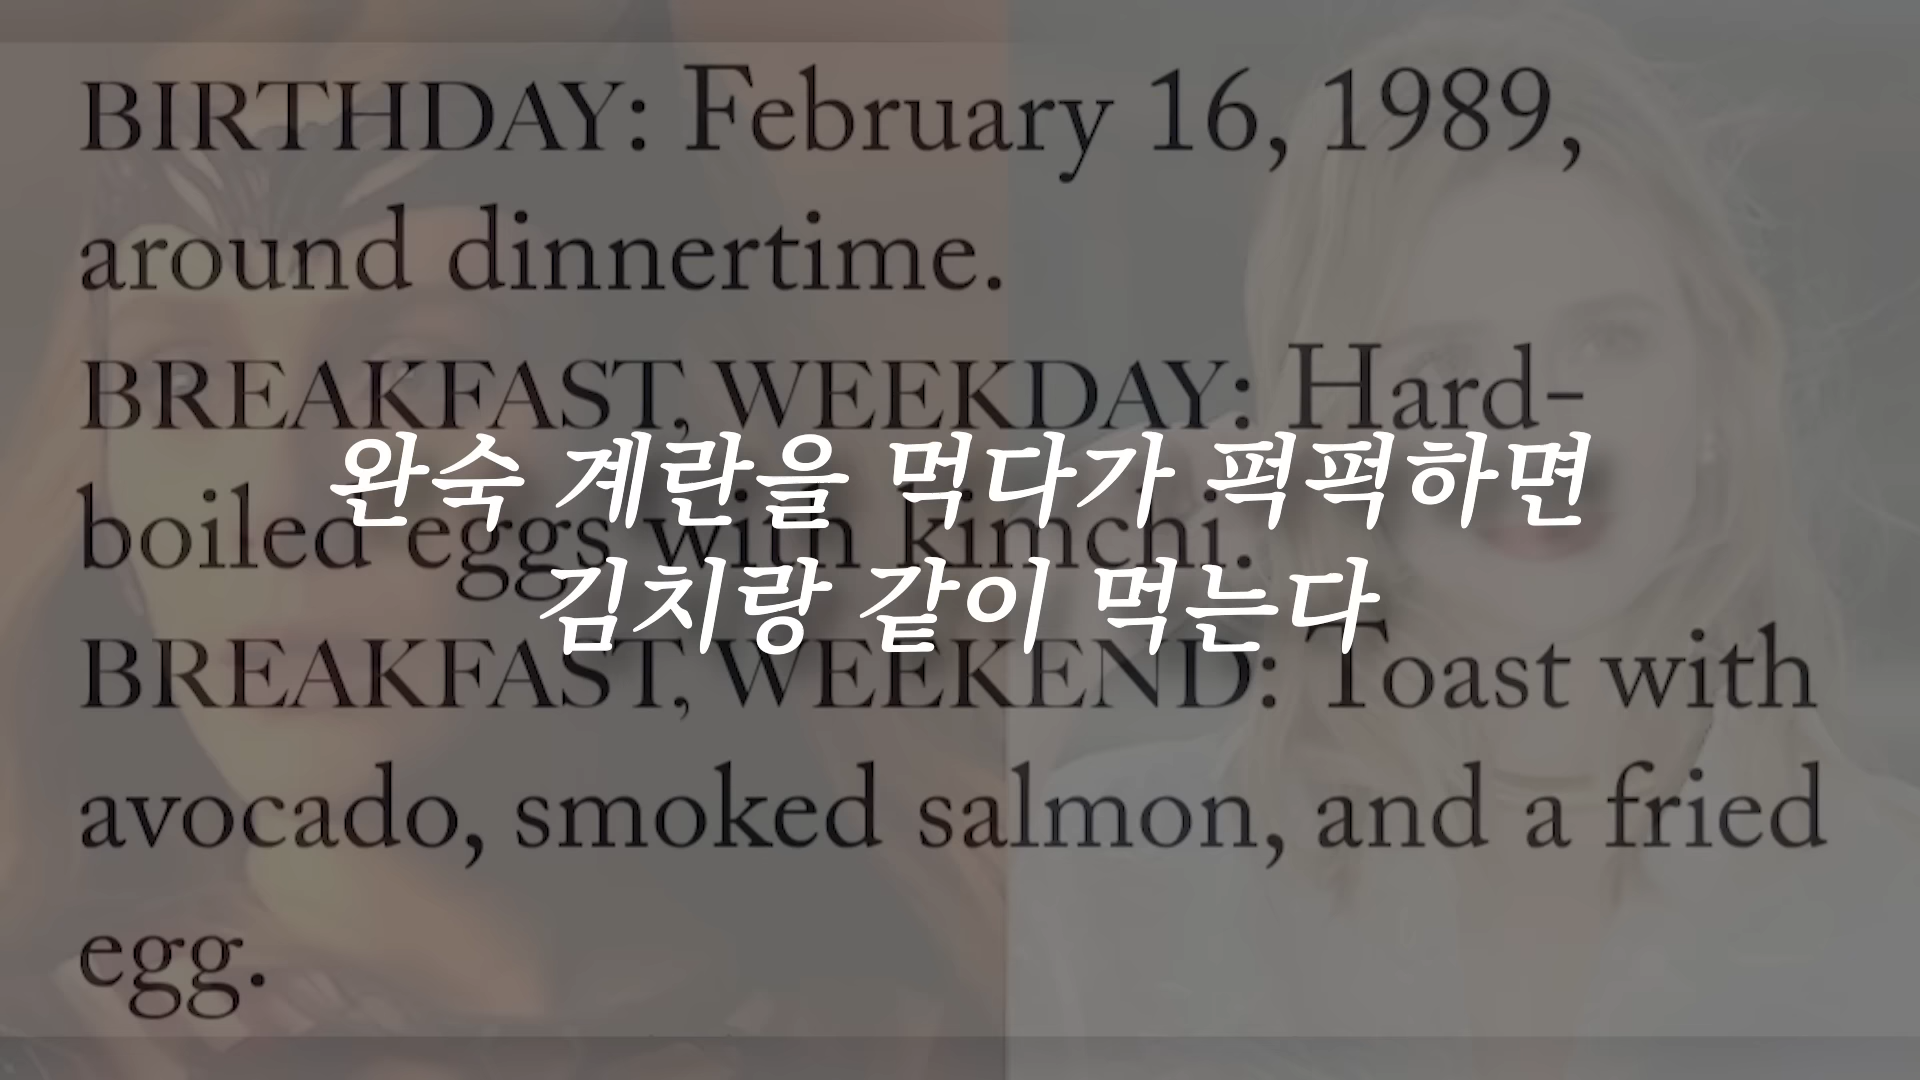 BIRTHDAY: February 16, 1989,
around dinnertime.
BREAKFAST, WEEKDAY: Hard-
boiled eggs with kimchi.
BREAKFAST, WEEKEND: Toast with
avocado, smoked salmon, and a fried
egg.
완숙 계란을 먹다가 퍽퍽하면
김치랑 같이 먹는다